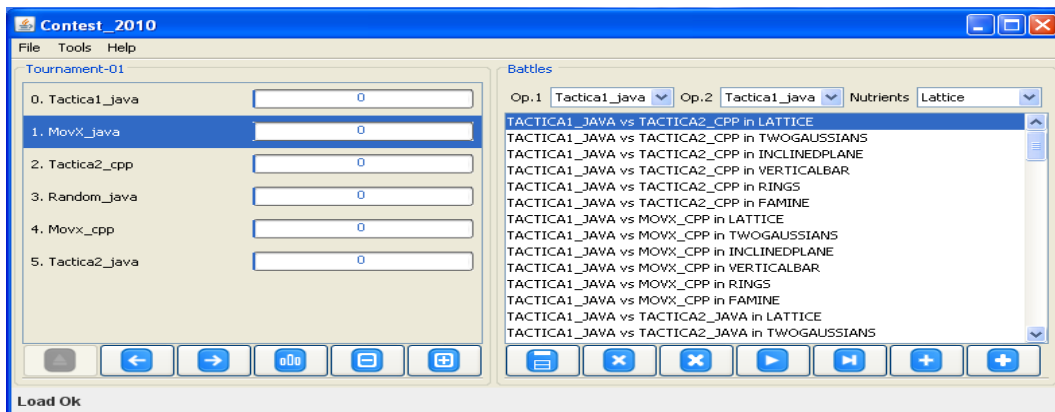 Contest_2010
File Tools Help
Tournament-01
0. Tactica1_java 0
1. MovX_java 0
2. Tactica2_cpp 0
3. Random_java 0
4. Movx_cpp 0
5. Tactica2_java 0
Battles
Op.1 Tactica1_java Op.2 Tactica1_java Nutrients Lattice
TACTICA1_JAVA vs TACTICA2_CPP in LATTICE
TACTICA1_JAVA vs TACTICA2_CPP in TWOGAUSSIANS
TACTICA1_JAVA vs TACTICA2_CPP in INCLINEDPLANE
TACTICA1_JAVA vs TACTICA2_CPP in VERTICALBAR
TACTICA1_JAVA vs TACTICA2_CPP in RINGS
TACTICA1_JAVA vs TACTICA2_CPP in FAMINE
TACTICA1_JAVA vs MOVX_CPP in LATTICE
TACTICA1_JAVA vs MOVX_CPP in TWOGAUSSIANS
TACTICA1_JAVA vs MOVX_CPP in INCLINEDPLANE
TACTICA1_JAVA vs MOVX_CPP in VERTICALBAR
TACTICA1_JAVA vs MOVX_CPP in RINGS
TACTICA1_JAVA vs MOVX_CPP in FAMINE
TACTICA1_JAVA vs TACTICA2_JAVA in LATTICE
TACTICA1_JAVA vs TACTICA2_JAVA in TWOGAUSSIANS
Load Ok